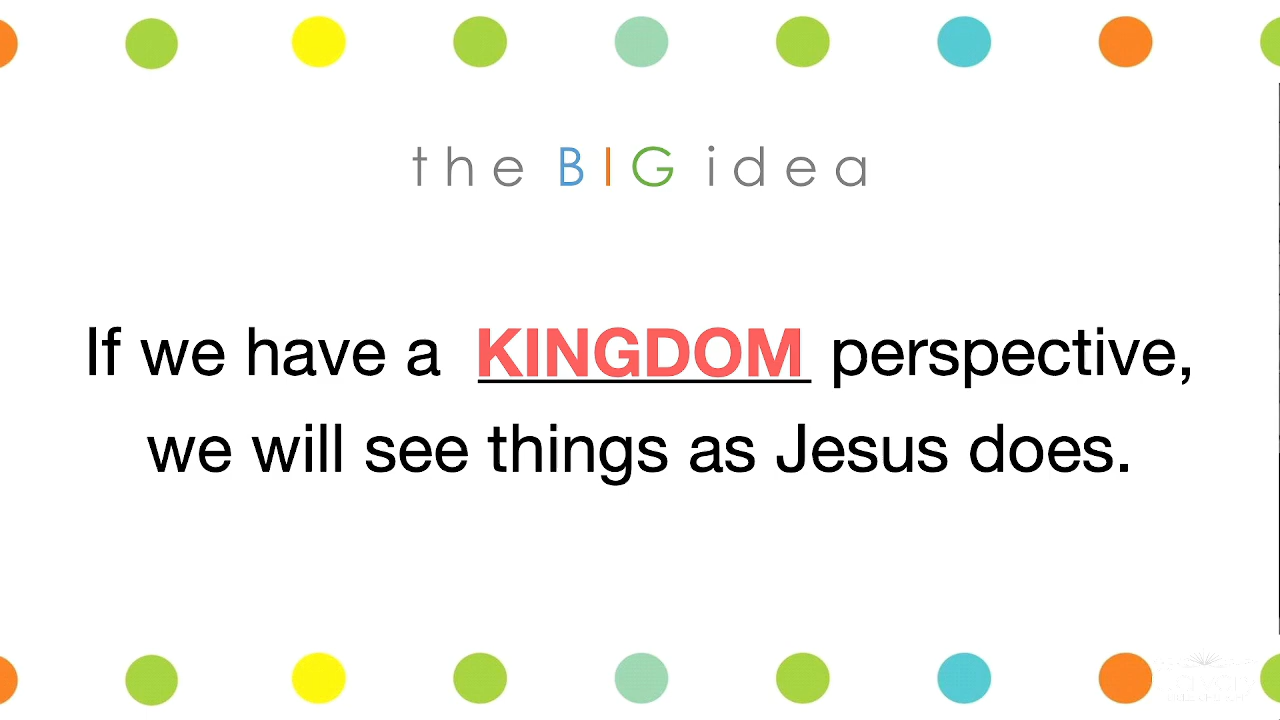 the BIG idea
If we have a KINGDOM perspective,
we will see things as Jesus does.